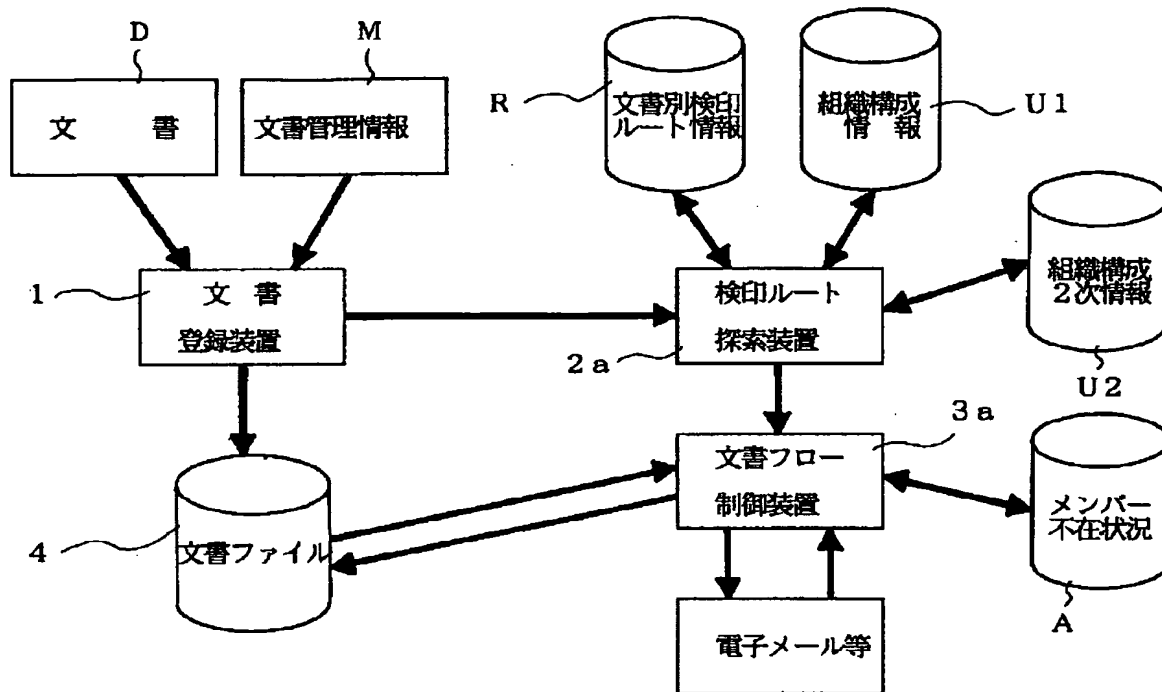 D
M
R
U1
文書
文書管理情報
文書別検印
ルート情報
組織構成
情報
1
文書
登録装置
検印ルート
探索装置
2a
組織構成
2次情報
U2
3a
文書フロー
制御装置
4
文書ファイル
メンバー
不在状況
A
電子メール等